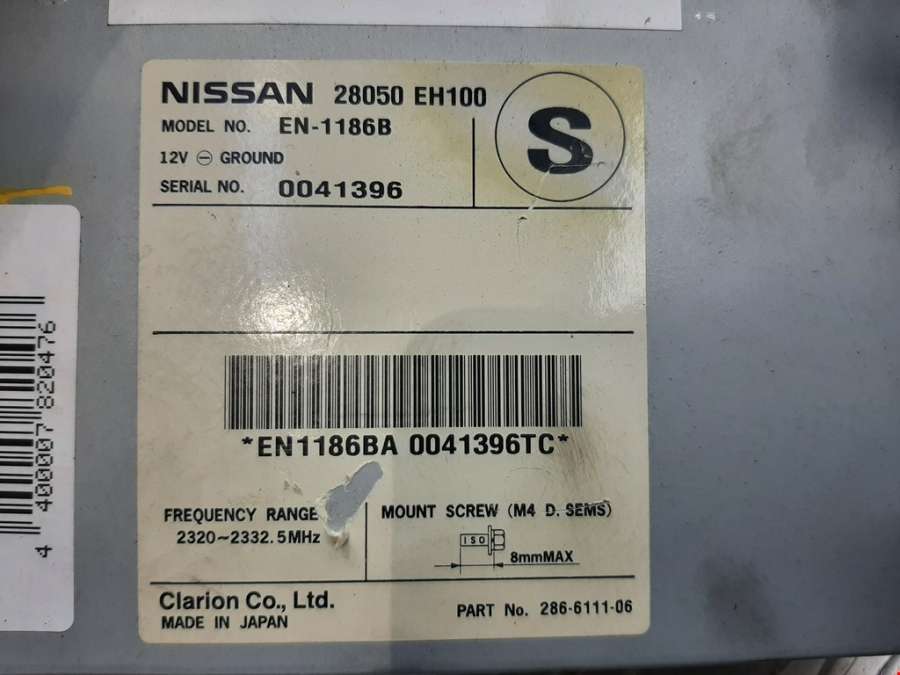 NISSAN 28050 EH100
MODEL NO. EN-1186B
12V ⊖ GROUND
SERIAL NO. 0041396
S
*EN1186BA 0041396TC*
FREQUENCY RANGE
2320~2332.5MHz
MOUNT SCREW (M4 D. SEMS)
ISO
8mmMAX
Clarion Co., Ltd.
MADE IN JAPAN
PART No. 286-6111-06
4 400007 820476